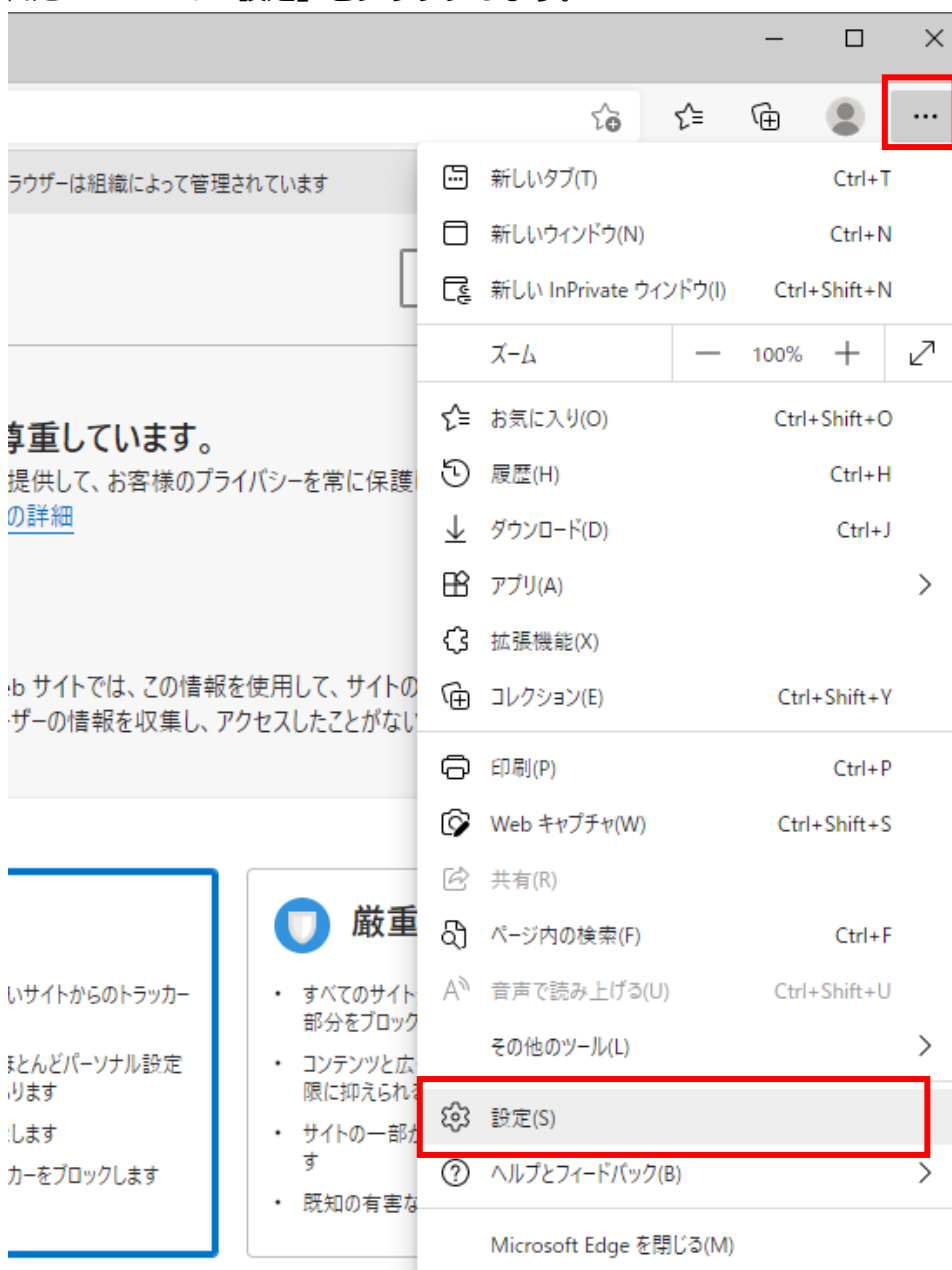 ラウザーは組織によって管理されています
重しています。
提供して、お客様のプライバシーを常に保護
の詳細
eb サイトでは、この情報を使用して、サイトの
ザーの情報を収集し、アクセスしたことがない
いサイトからのトラッカー
ほとんどパーソナル設定
ります
します
カーをブロックします
厳重
• すべてのサイト
部分をブロック
• コンテンツと広
限に抑えられ
• サイトの一部が
す
• 既知の有害な
新しいタブ(T) Ctrl+T
新しいウィンドウ(N) Ctrl+N
新しい InPrivate ウィンドウ(I) Ctrl+Shift+N
ズーム — 100% +
お気に入り(O) Ctrl+Shift+O
履歴(H) Ctrl+H
ダウンロード(D) Ctrl+J
アプリ(A)
拡張機能(X)
コレクション(E) Ctrl+Shift+Y
印刷(P) Ctrl+P
Web キャプチャ(W) Ctrl+Shift+S
共有(R)
ページ内の検索(F) Ctrl+F
音声で読み上げる(U) Ctrl+Shift+U
その他のツール(L)
設定(S)
ヘルプとフィードバック(B)
Microsoft Edge を閉じる(M)